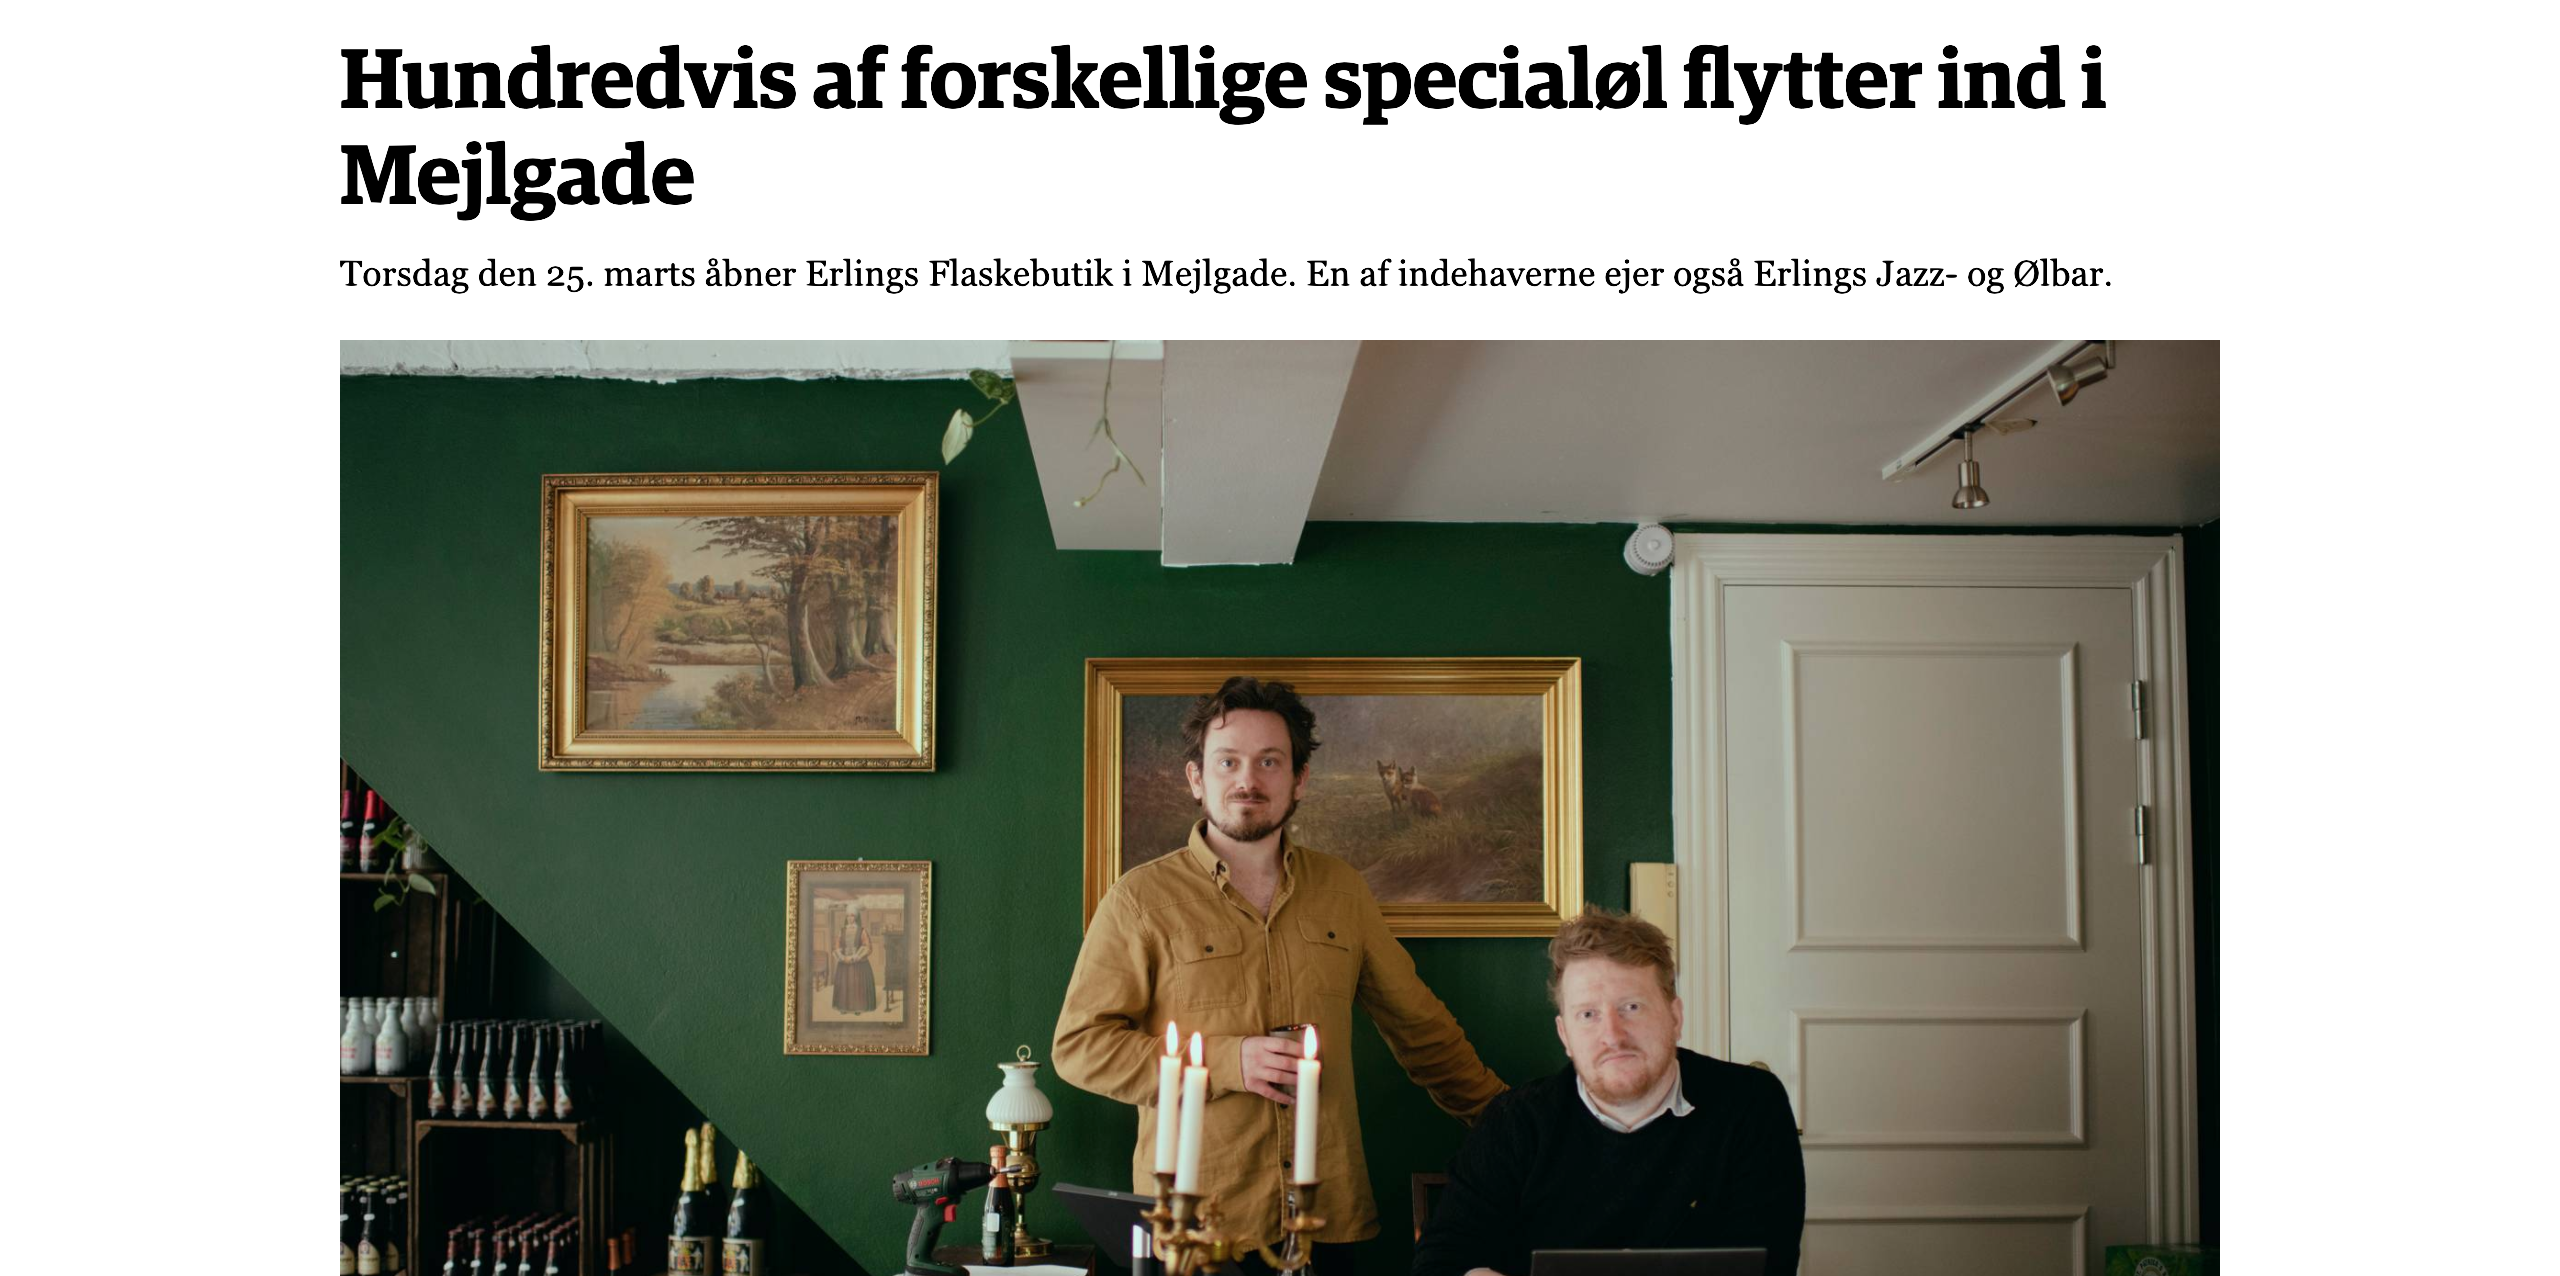 Hundredvis af forskellige specialøl flytter ind i
Mejlgade
Torsdag den 25. marts åbner Erlings Flaskebutik i Mejlgade. En af indehaverne ejer også Erlings Jazz- og Ølbar.
BOSCH